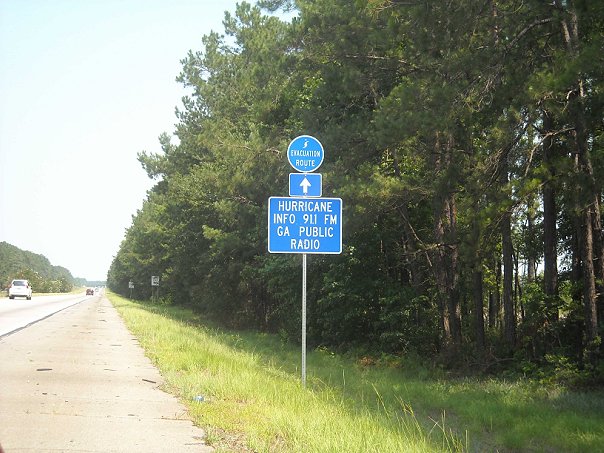 EVACUATION
ROUTE
HURRICANE
INFO 91.1 FM
GA PUBLIC
RADIO